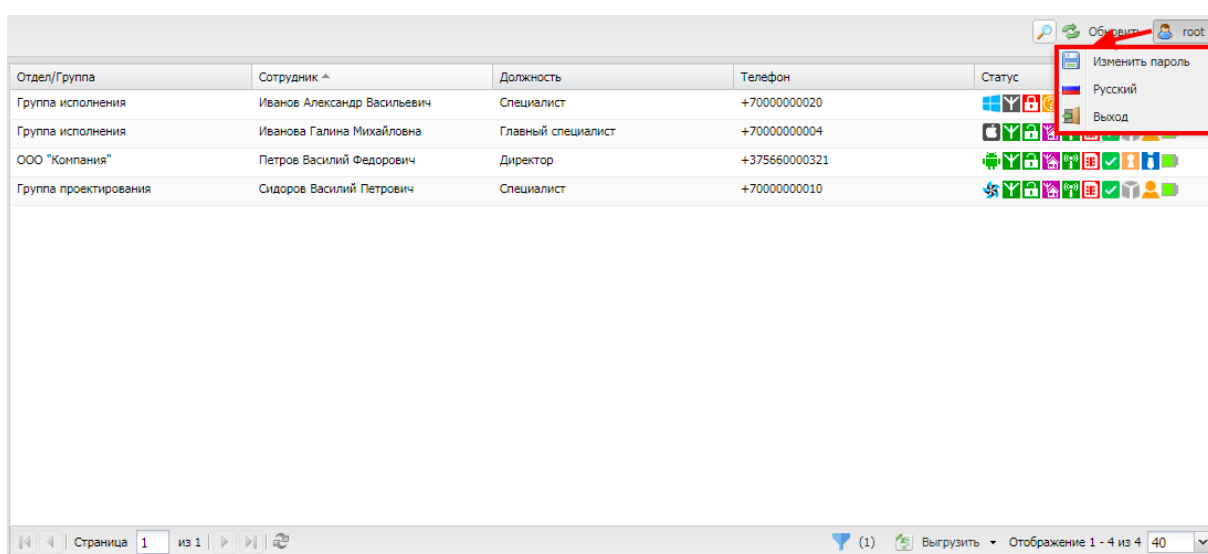 Обновить root
Изменить пароль
Русский
Выход
Отдел/Группа Сотрудник Должность Телефон Статус
Группа исполнения Иванов Александр Васильевич Специалист +70000000020
Группа исполнения Иванова Галина Михайловна Главный специалист +70000000004
ООО "Компания" Петров Василий Федорович Директор +375660000321
Группа проектирования Сидоров Василий Петрович Специалист +70000000010
Страница 1 из 1 (1) Выгрузить Отображение 1 - 4 из 4 40